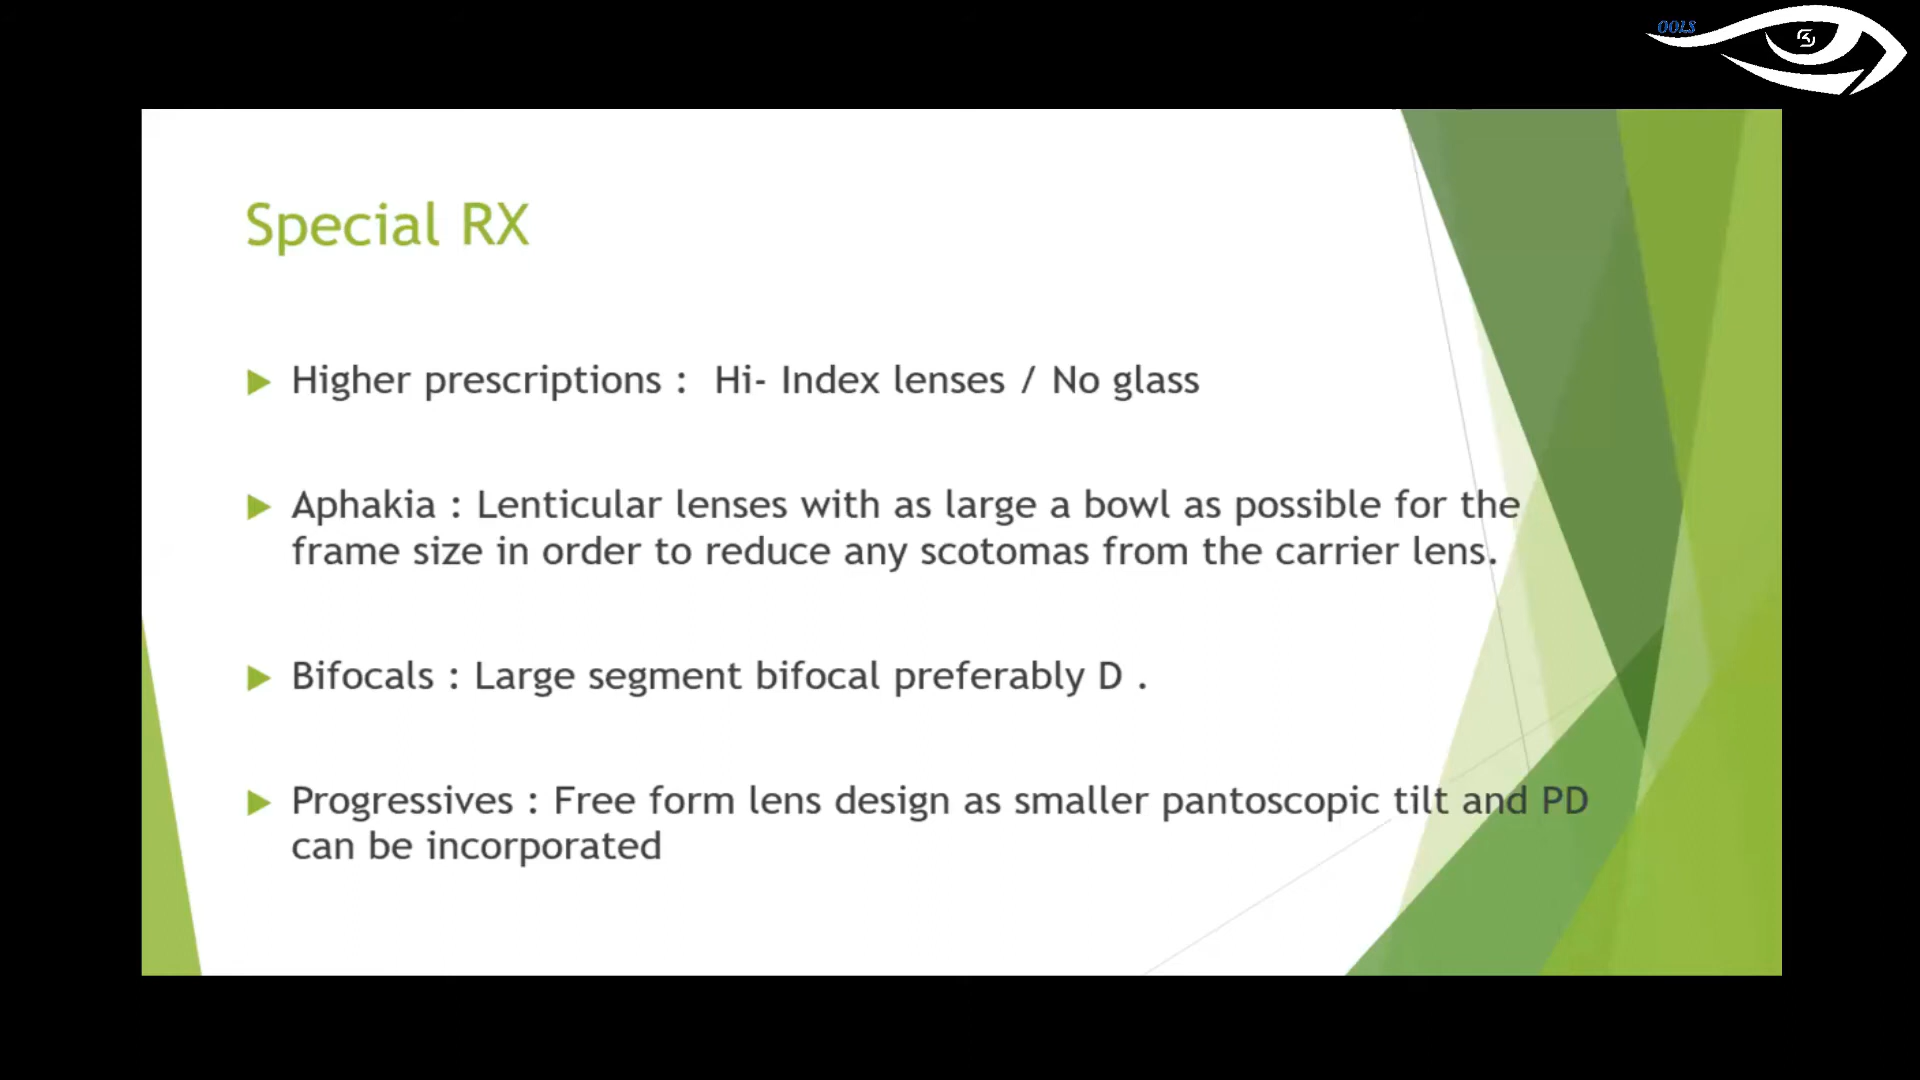 OOLS
Special RX
Higher prescriptions :  Hi- Index lenses / No glass
Aphakia : Lenticular lenses with as large a bowl as possible for the
frame size in order to reduce any scotomas from the carrier lens.
Bifocals : Large segment bifocal preferably D .
Progressives : Free form lens design as smaller pantoscopic tilt and PD
can be incorporated